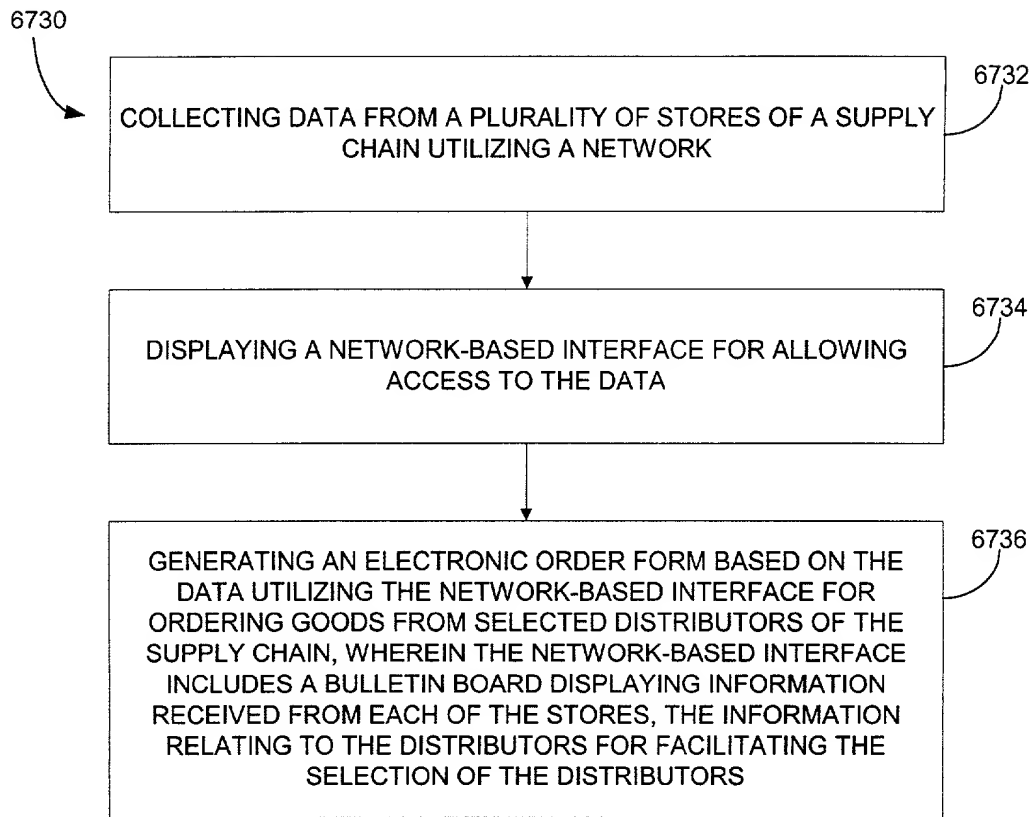 6730
6732
COLLECTING DATA FROM A PLURALITY OF STORES OF A SUPPLY
CHAIN UTILIZING A NETWORK
6734
DISPLAYING A NETWORK-BASED INTERFACE FOR ALLOWING
ACCESS TO THE DATA
6736
GENERATING AN ELECTRONIC ORDER FORM BASED ON THE
DATA UTILIZING THE NETWORK-BASED INTERFACE FOR
ORDERING GOODS FROM SELECTED DISTRIBUTORS OF THE
SUPPLY CHAIN, WHEREIN THE NETWORK-BASED INTERFACE
INCLUDES A BULLETIN BOARD DISPLAYING INFORMATION
RECEIVED FROM EACH OF THE STORES, THE INFORMATION
RELATING TO THE DISTRIBUTORS FOR FACILITATING THE
SELECTION OF THE DISTRIBUTORS